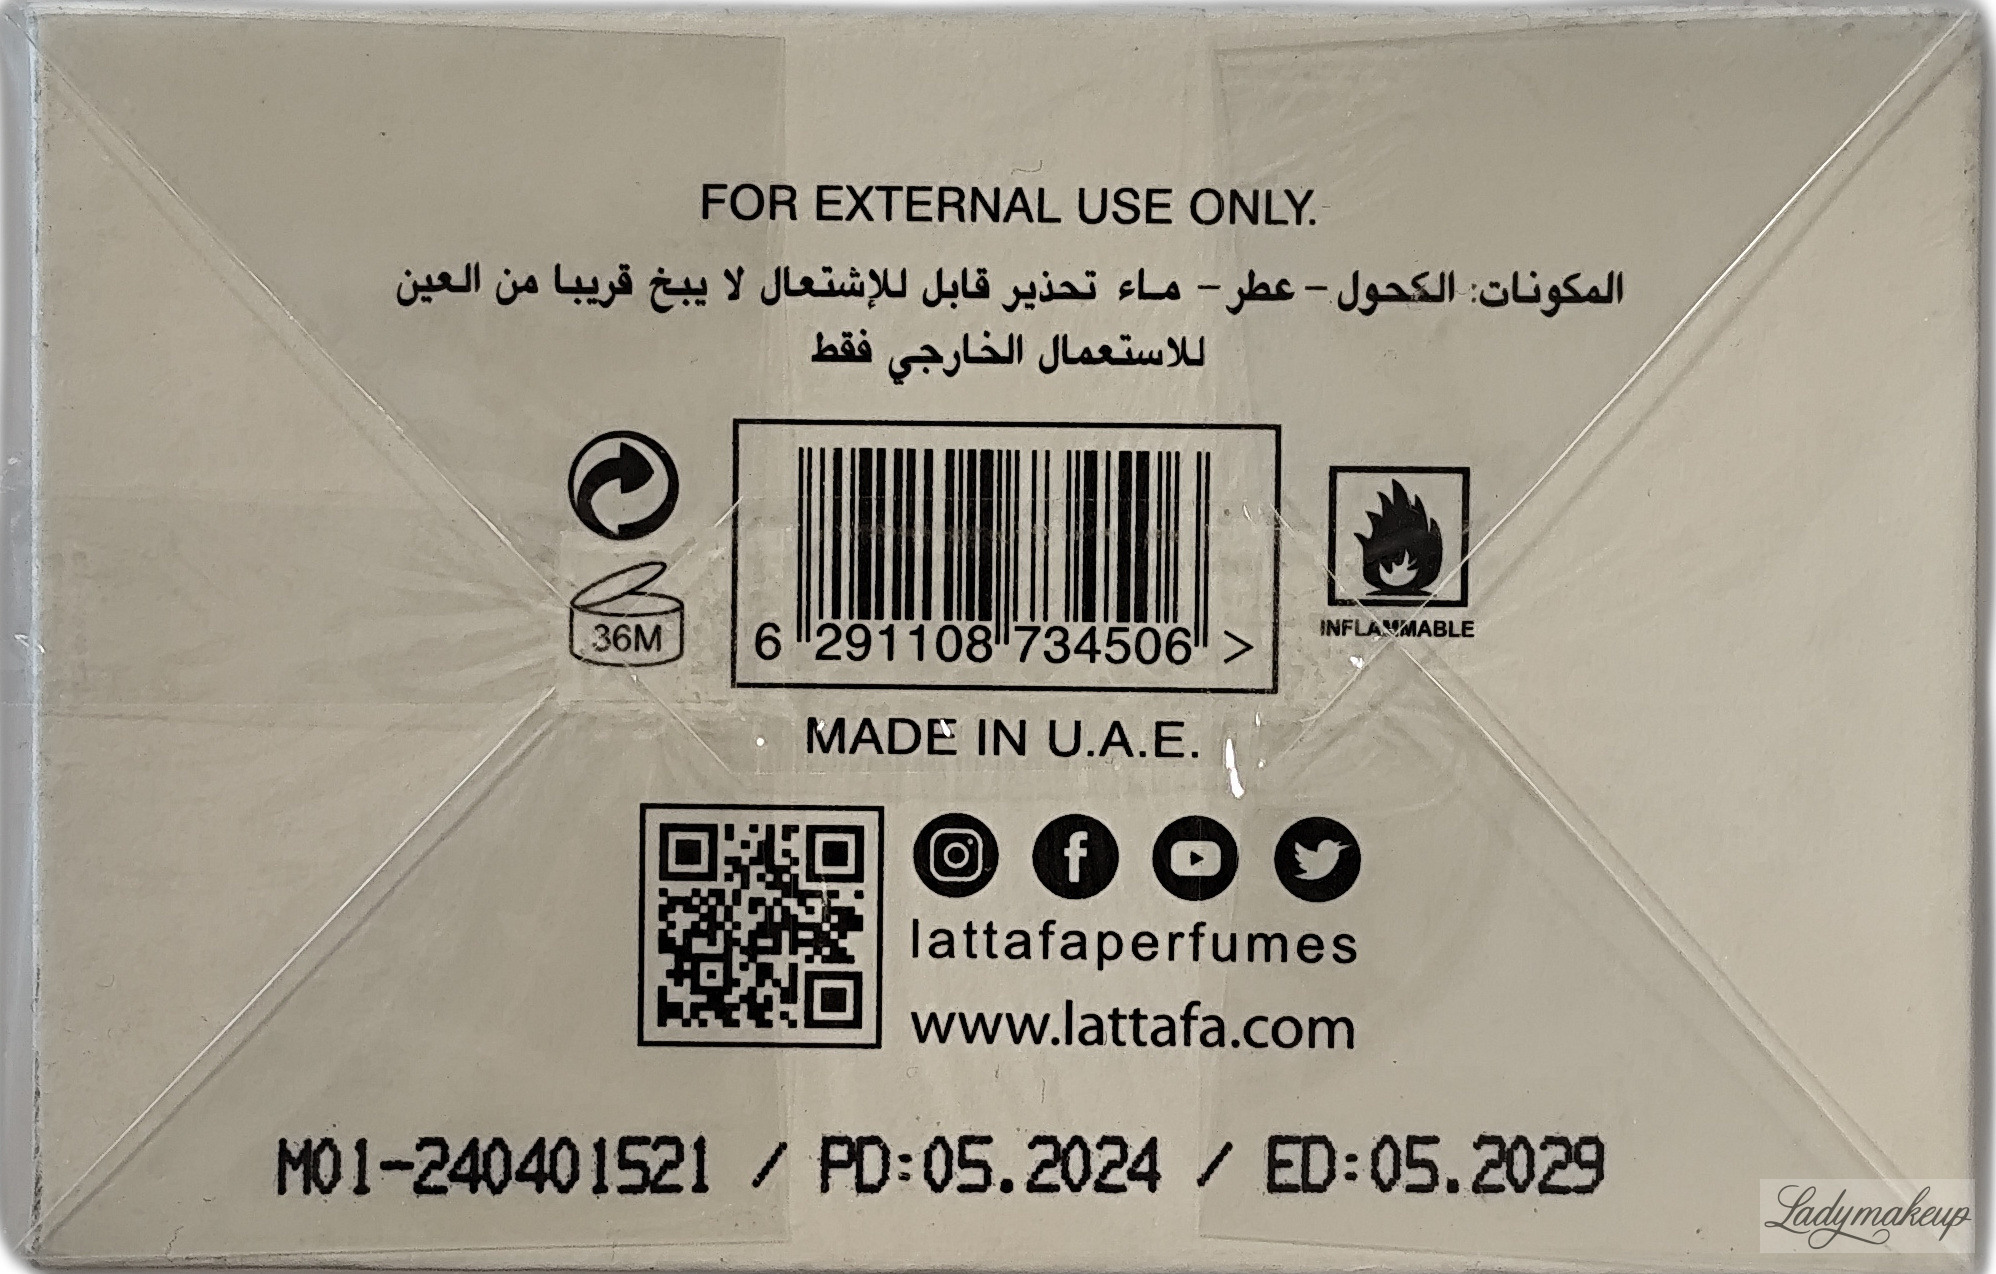 FOR EXTERNAL USE ONLY.
المكونات: الكحول - عطر - ماء تحذير قابل للإشتعال لا يبخ قريبا من العين
للاستعمال الخارجي فقط
36M
6 291108 734506 >
INFLAMMABLE
MADE IN U.A.E.
lattafaperfumes
www.lattafa.com
M01-240401521 / PD:05.2024 / ED:05.2029
Ladymakeup